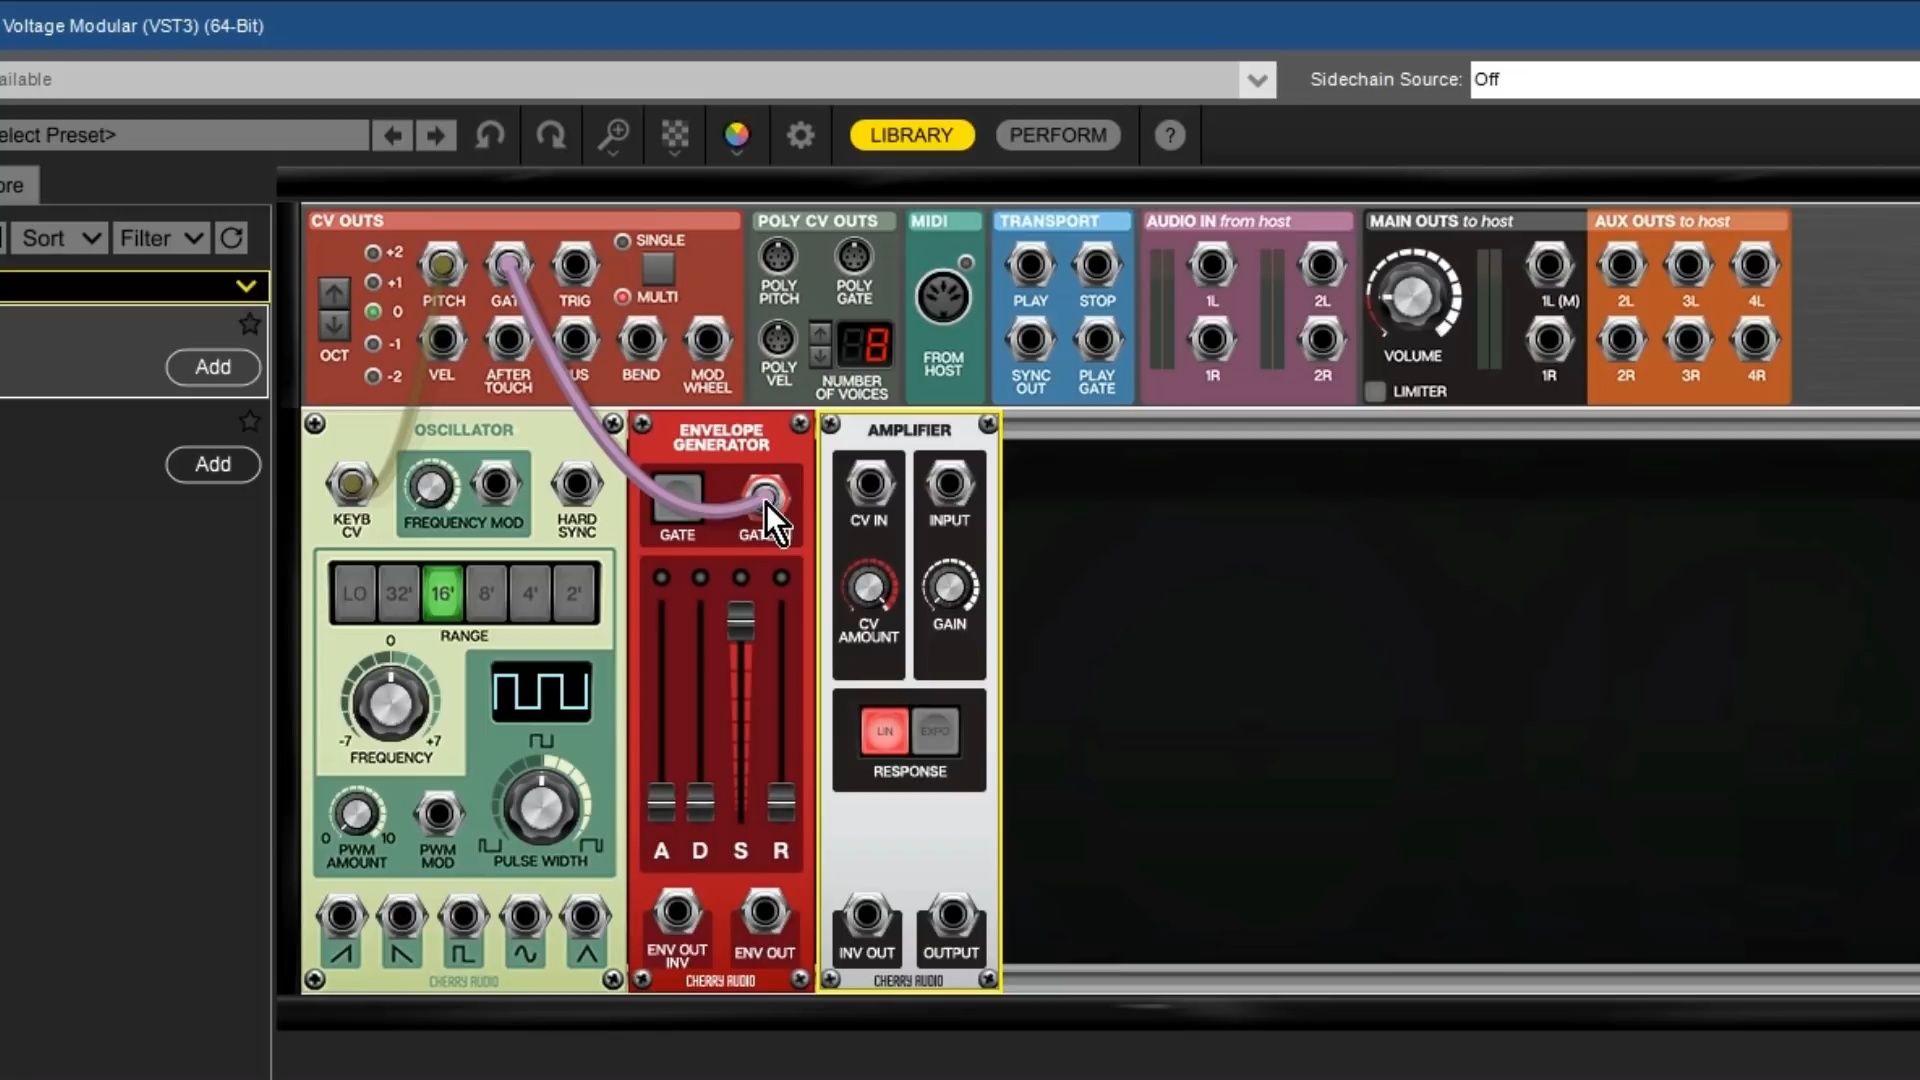 Voltage Modular (VST3) (64-Bit)
ailable
Sidechain Source: Off
elect Preset>
LIBRARY
PERFORM
?
ore
Sort
Filter
Add
Add
CV OUTS
+2
+1
0
-1
-2
OCT
PITCH
GAT
TRIG
SINGLE
MULTI
VEL
AFTER
TOUCH
US
BEND
MOD
WHEEL
POLY CV OUTS
POLY
PITCH
POLY
GATE
POLY
VEL
8
NUMBER
OF VOICES
MIDI
FROM
HOST
TRANSPORT
PLAY
STOP
SYNC
OUT
PLAY
GATE
AUDIO IN from host
1L
2L
1R
2R
MAIN OUTS to host
VOLUME
LIMITER
1L (M)
1R
AUX OUTS to host
2L
3L
4L
2R
3R
4R
OSCILLATOR
KEYB
CV
FREQUENCY MOD
HARD
SYNC
LO
32'
16'
8'
4'
2'
RANGE
0
-7
+7
FREQUENCY
0
10
PWM
AMOUNT
PWM
MOD
PULSE WIDTH
CHERRY AUDIO
ENVELOPE
GENERATOR
GATE
A
D
S
R
ENV OUT
INV
ENV OUT
CHERRY AUDIO
AMPLIFIER
CV IN
INPUT
CV
AMOUNT
GAIN
LIN
EXPO
RESPONSE
INV OUT
OUTPUT
CHERRY AUDIO